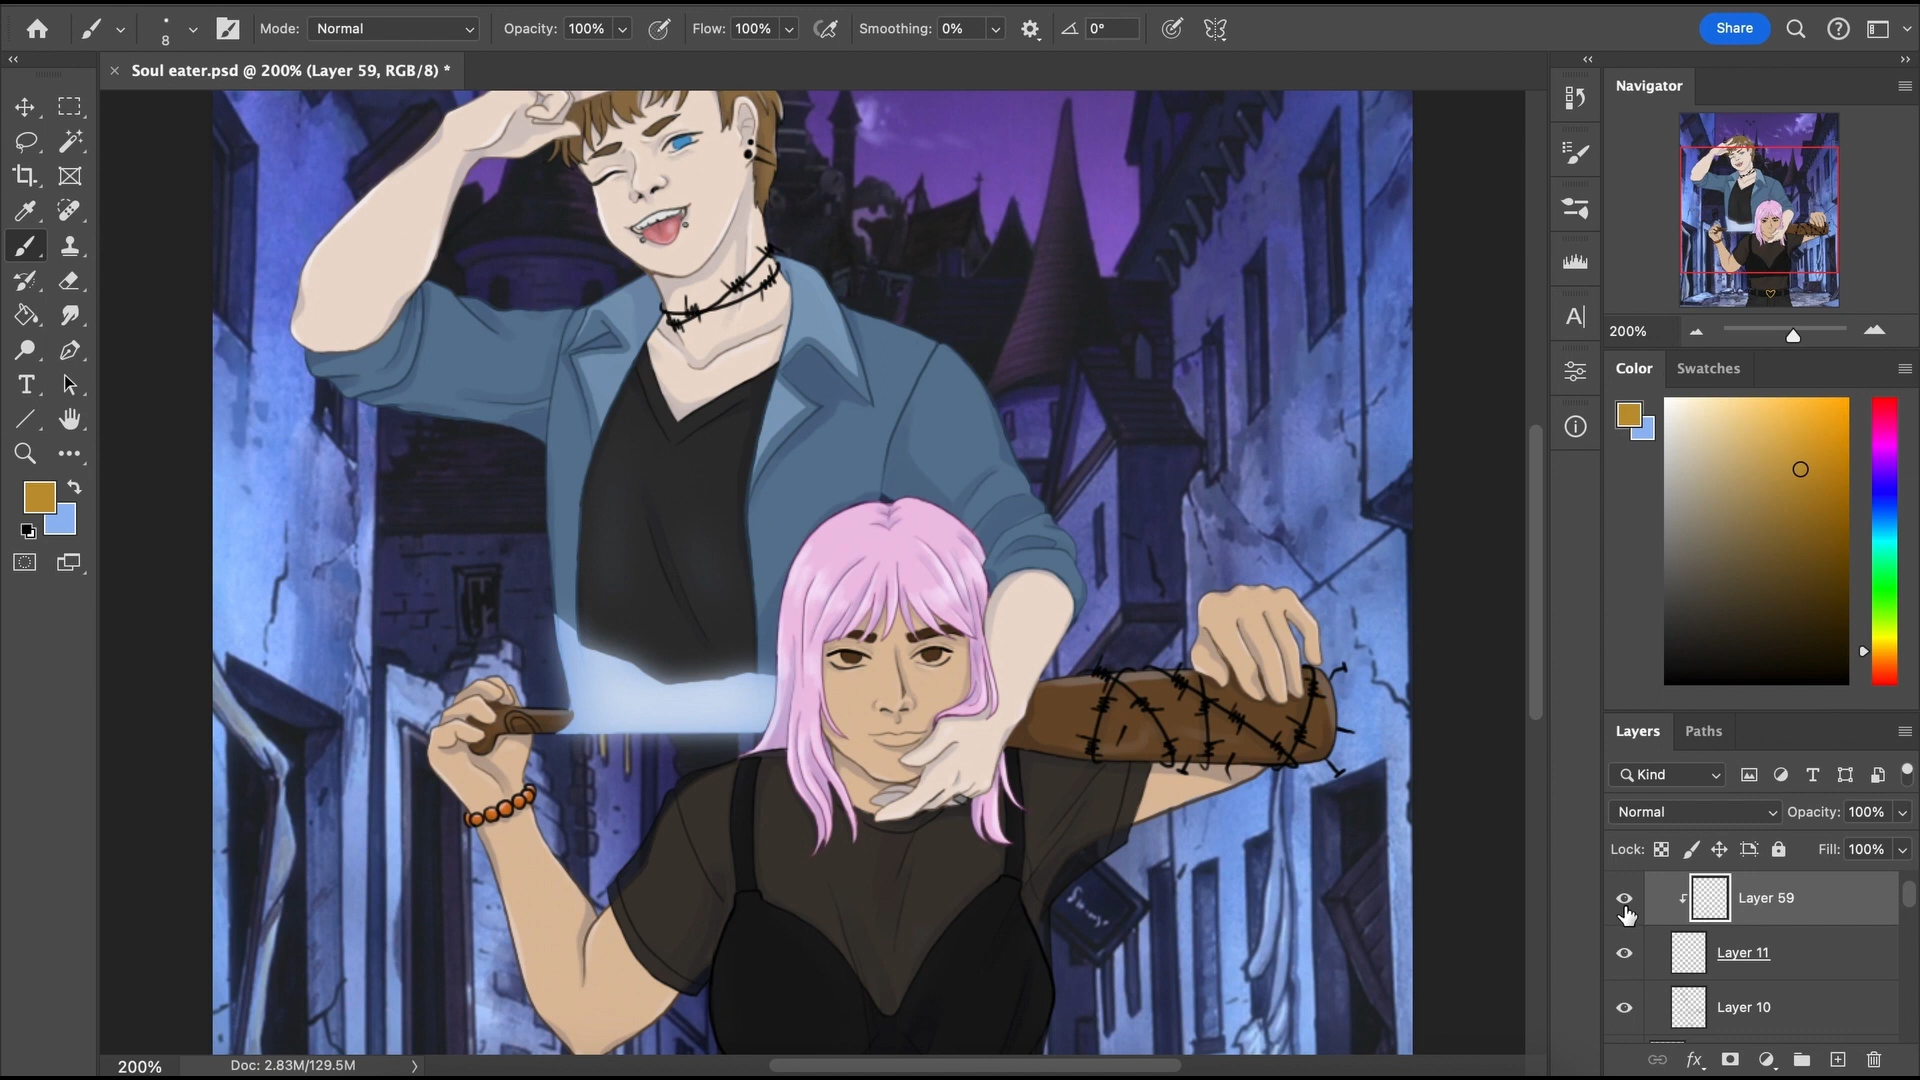 8
Mode: Normal
Opacity: 100%
Flow: 100%
Smoothing: 0%
0°
Share
Soul eater.psd @ 200% (Layer 59, RGB/8) *
Navigator
200%
Color
Swatches
Layers
Paths
Kind
Normal
Opacity: 100%
Lock:
Fill: 100%
Layer 59
Layer 11
Layer 10
fx
200%
Doc: 2.83M/129.5M